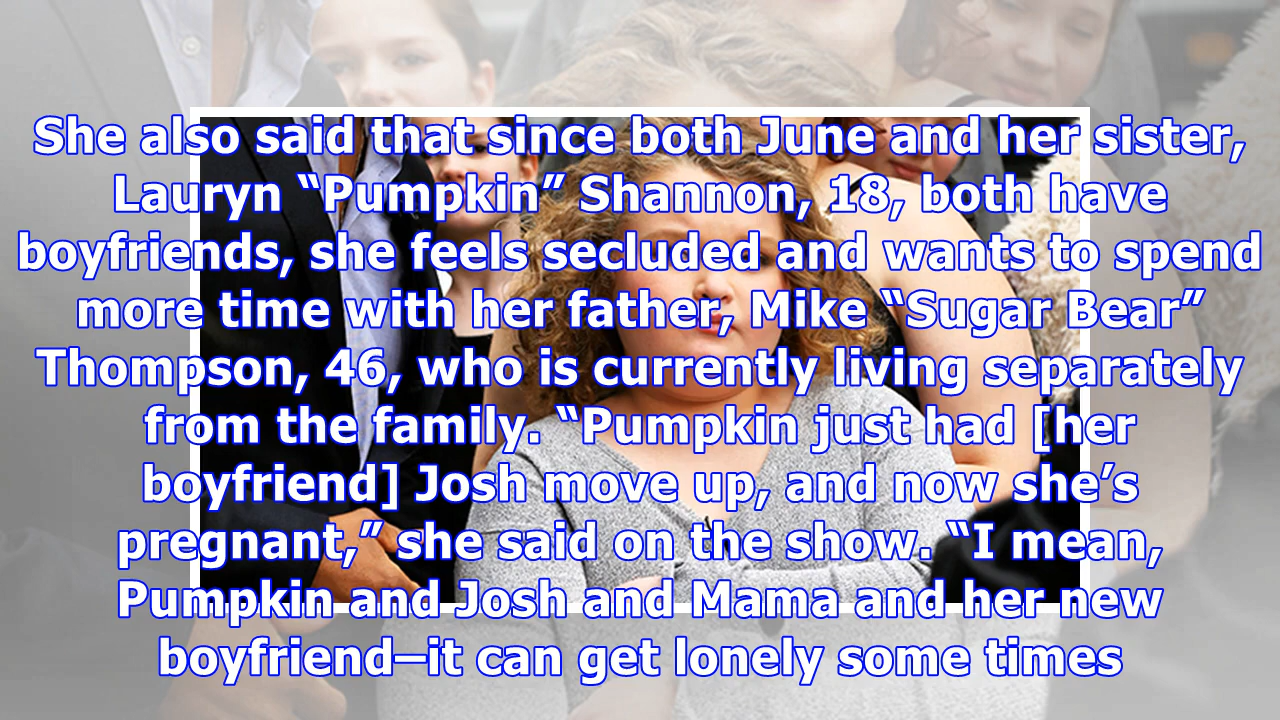 She also said that since both June and her sister,
Lauryn “Pumpkin” Shannon, 18, both have
boyfriends, she feels secluded and wants to spend
more time with her father, Mike “Sugar Bear”
Thompson, 46, who is currently living separately
from the family. “Pumpkin just had [her
boyfriend] Josh move up, and now she’s
pregnant,” she said on the show. “I mean,
Pumpkin and Josh and Mama and her new
boyfriend—it can get lonely some times